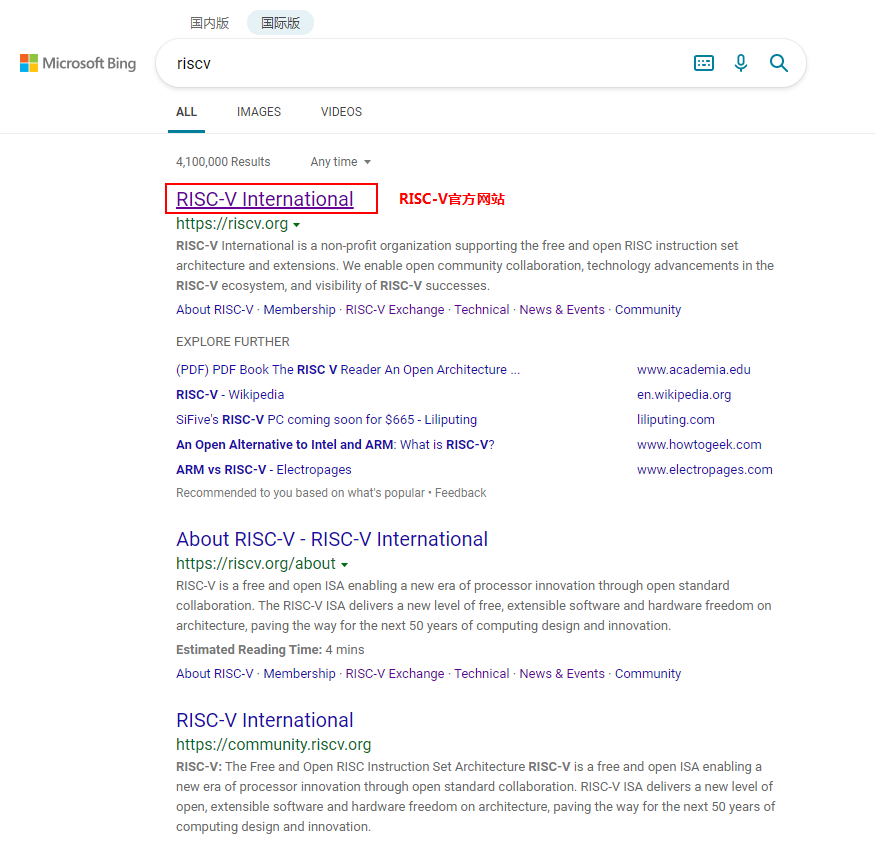 国内版 国际版
Microsoft Bing riscv
ALL IMAGES VIDEOS
4,100,000 Results Any time
RISC-V International RISC-V官方网站
https://riscv.org
RISC-V International is a non-profit organization supporting the free and open RISC instruction set
architecture and extensions. We enable open community collaboration, technology advancements in the
RISC-V ecosystem, and visibility of RISC-V successes.
About RISC-V · Membership · RISC-V Exchange · Technical · News & Events · Community
EXPLORE FURTHER
(PDF) PDF Book The RISC V Reader An Open Architecture ... www.academia.edu
RISC-V - Wikipedia en.wikipedia.org
SiFive's RISC-V PC coming soon for $665 - Liliputing liliputing.com
An Open Alternative to Intel and ARM: What is RISC-V? www.howtogeek.com
ARM vs RISC-V - Electropages www.electropages.com
Recommended to you based on what's popular • Feedback
About RISC-V - RISC-V International
https://riscv.org/about
RISC-V is a free and open ISA enabling a new era of processor innovation through open standard
collaboration. The RISC-V ISA delivers a new level of free, extensible software and hardware freedom on
architecture, paving the way for the next 50 years of computing design and innovation.
Estimated Reading Time: 4 mins
About RISC-V · Membership · RISC-V Exchange · Technical · News & Events · Community
RISC-V International
https://community.riscv.org
RISC-V: The Free and Open RISC Instruction Set Architecture RISC-V is a free and open ISA enabling a
new era of processor innovation through open standard collaboration. RISC-V ISA delivers a new level of
open, extensible software and hardware freedom on architecture, paving the way for the next 50 years of
computing design and innovation.